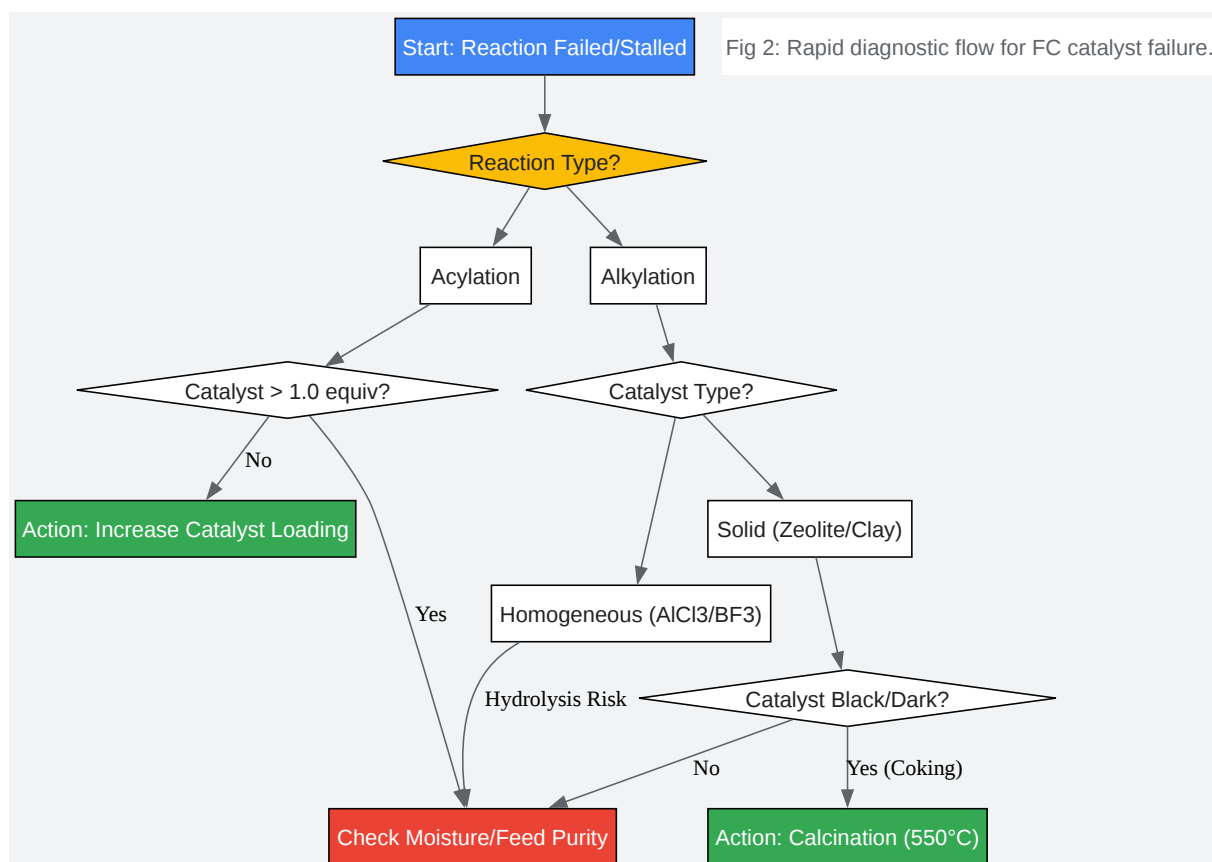 Start: Reaction Failed/Stalled
Fig 2: Rapid diagnostic flow for FC catalyst failure.
Reaction Type?
Acylation
Alkylation
Catalyst > 1.0 equiv?
Catalyst Type?
No
Action: Increase Catalyst Loading
Solid (Zeolite/Clay)
Homogeneous (AlCl3/BF3)
Yes
Hydrolysis Risk
Catalyst Black/Dark?
No
Yes (Coking)
Check Moisture/Feed Purity
Action: Calcination (550°C)